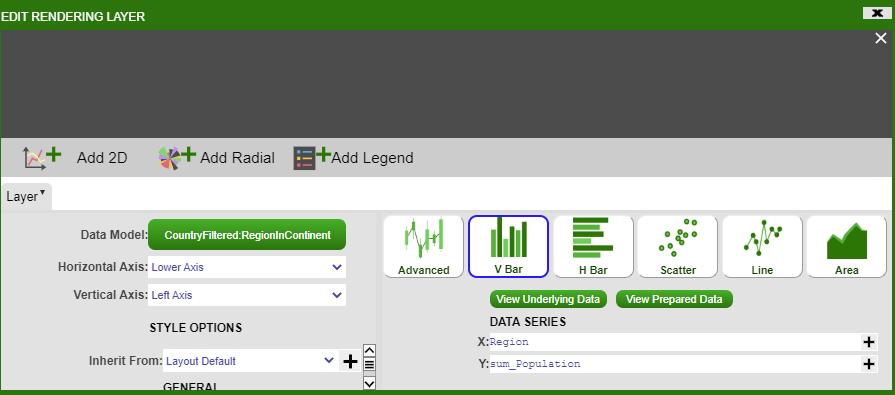 EDIT RENDERING LAYER
Add 2D Add Radial Add Legend
Layer
Data Model: CountryFiltered:RegionInContinent
Horizontal Axis: Lower Axis
Vertical Axis: Left Axis
STYLE OPTIONS
Inherit From: Layout Default
GENERAL
Advanced V Bar H Bar Scatter Line Area
View Underlying Data View Prepared Data
DATA SERIES
X: Region
Y: sum_Population